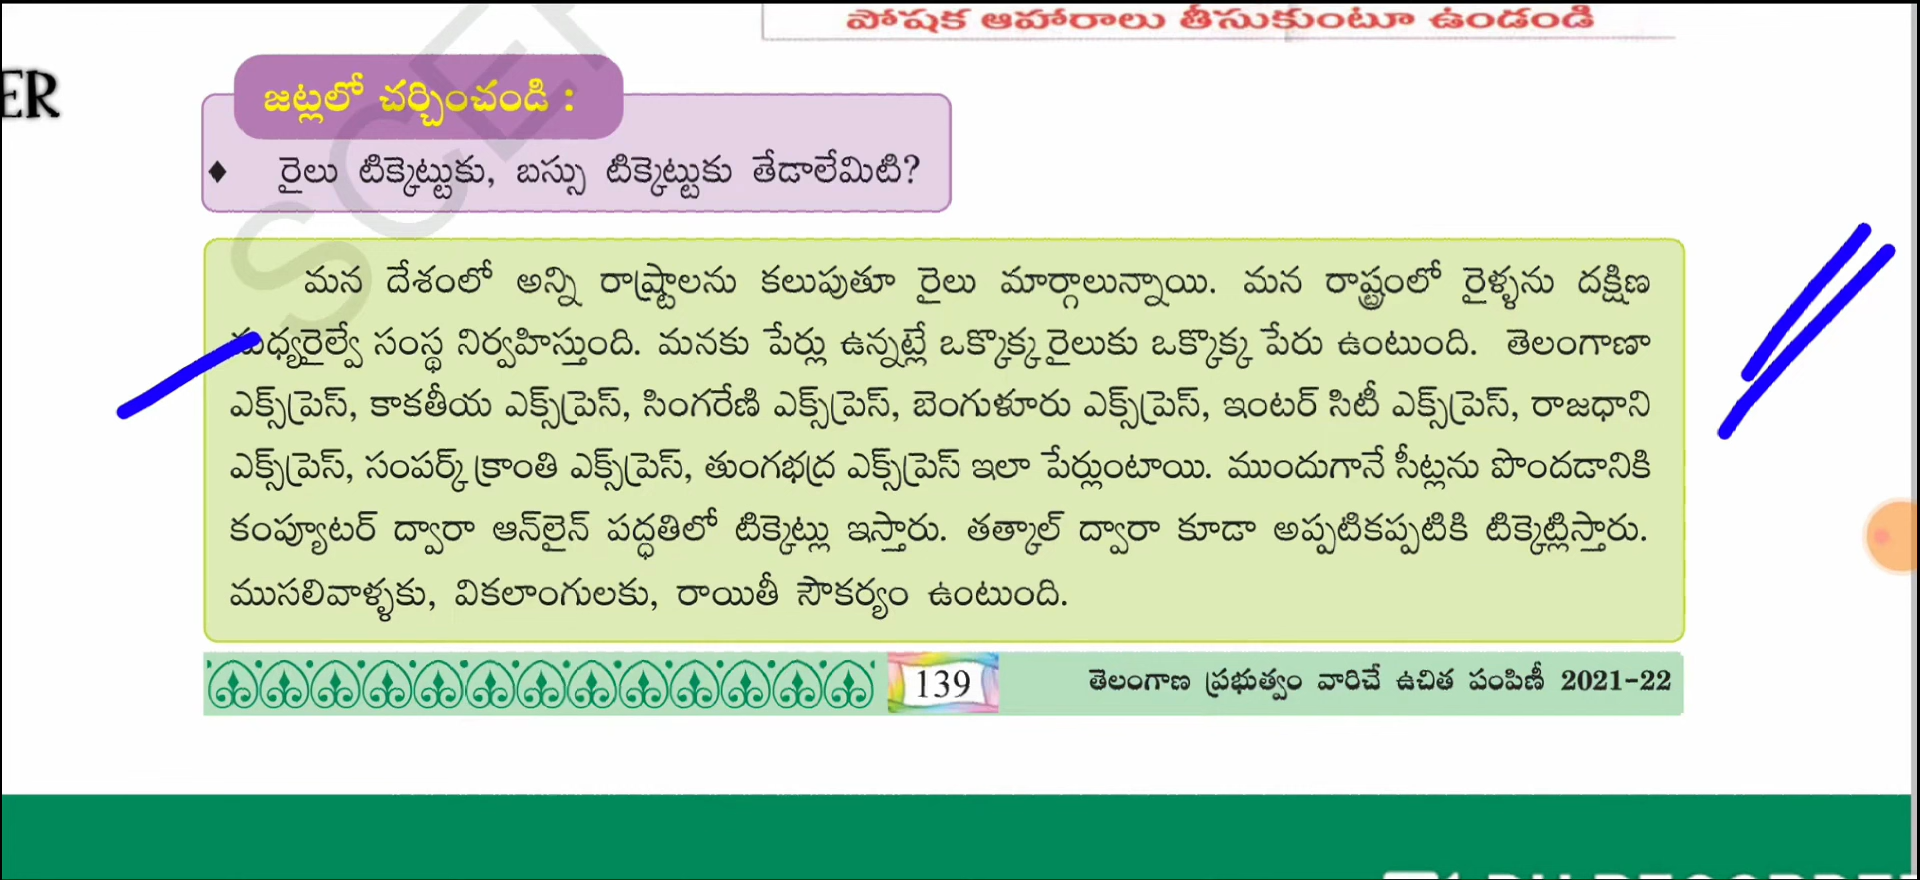 పోషక ఆహారాలు తీసుకుంటూ ఉండండి
ER
జట్లలో చర్చించండి :
♦ రైలు టిక్కెట్టుకు, బస్సు టిక్కెట్టుకు తేడాలేమిటి?
SCER
మన దేశంలో అన్ని రాష్ట్రాలను కలుపుతూ రైలు మార్గాలున్నాయి. మన రాష్ట్రంలో రైళ్ళను దక్షిణ
మధ్యరైల్వే సంస్థ నిర్వహిస్తుంది. మనకు పేర్లు ఉన్నట్లే ఒక్కొక్క రైలుకు ఒక్కొక్క పేరు ఉంటుంది. తెలంగాణా
ఎక్స్‌ప్రెస్, కాకతీయ ఎక్స్‌ప్రెస్, సింగరేణి ఎక్స్‌ప్రెస్, బెంగుళూరు ఎక్స్‌ప్రెస్, ఇంటర్ సిటీ ఎక్స్‌ప్రెస్, రాజధాని
ఎక్స్‌ప్రెస్, సంపర్క్ క్రాంతి ఎక్స్‌ప్రెస్, తుంగభద్ర ఎక్స్‌ప్రెస్ ఇలా పేర్లుంటాయి. ముందుగానే సీట్లను పొందడానికి
కంప్యూటర్ ద్వారా ఆన్‌లైన్ పద్ధతిలో టిక్కెట్లు ఇస్తారు. తత్కాల్ ద్వారా కూడా అప్పటికప్పటికి టిక్కెట్లిస్తారు.
ముసలివాళ్ళకు, వికలాంగులకు, రాయితీ సౌకర్యం ఉంటుంది.
139
తెలంగాణ ప్రభుత్వం వారిచే ఉచిత పంపిణీ 2021-22